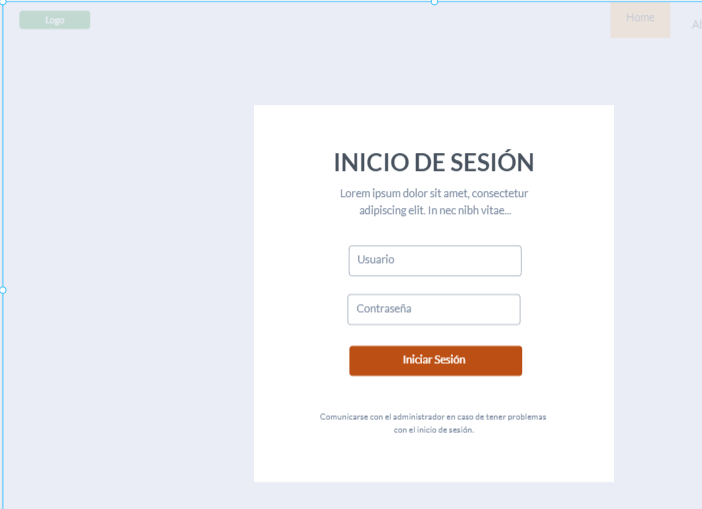 Logo
Home
INICIO DE SESIÓN
Lorem ipsum dolor sit amet, consectetur
adipiscing elit. In nec nibh vitae...
Usuario
Contraseña
Iniciar Sesión
Comunicarse con el administrador en caso de tener problemas
con el inicio de sesión.